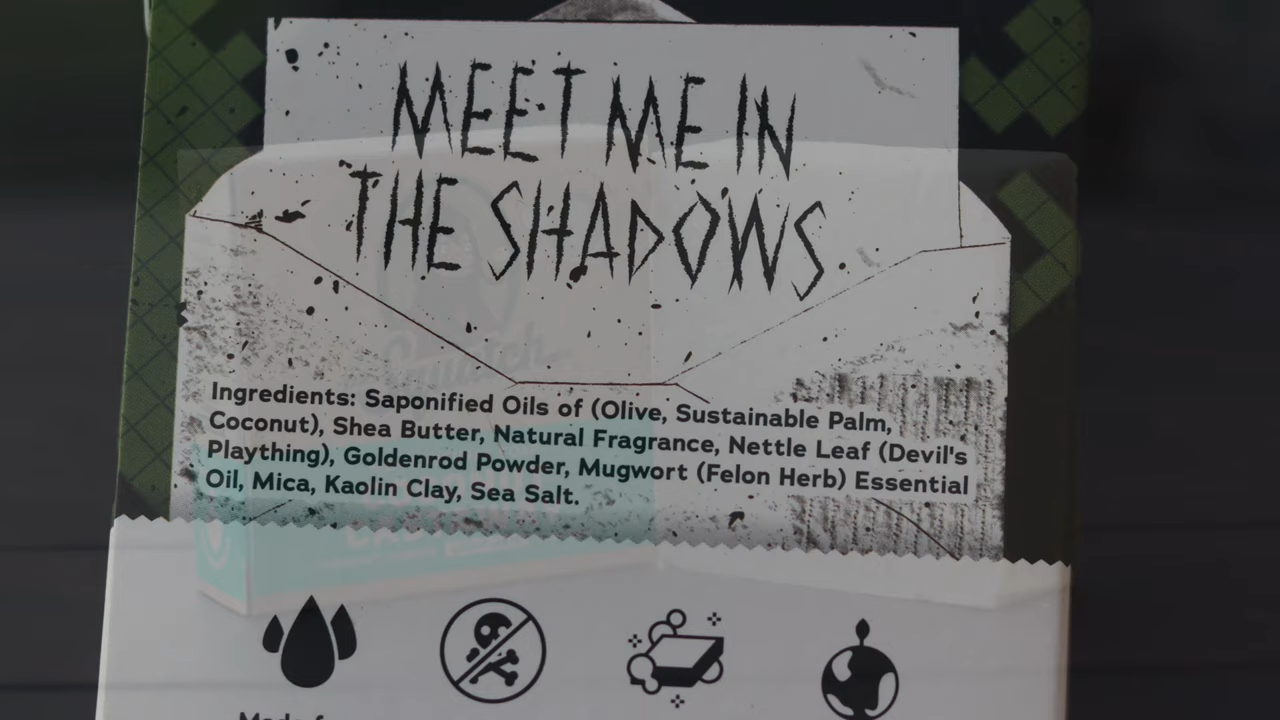 MEET ME IN
THE SHADOWS
Ingredients: Saponified Oils of (Olive, Sustainable Palm,
Coconut), Shea Butter, Natural Fragrance, Nettle Leaf (Devil's
Plaything), Goldenrod Powder, Mugwort (Felon Herb) Essential
Oil, Mica, Kaolin Clay, Sea Salt.
Squatch